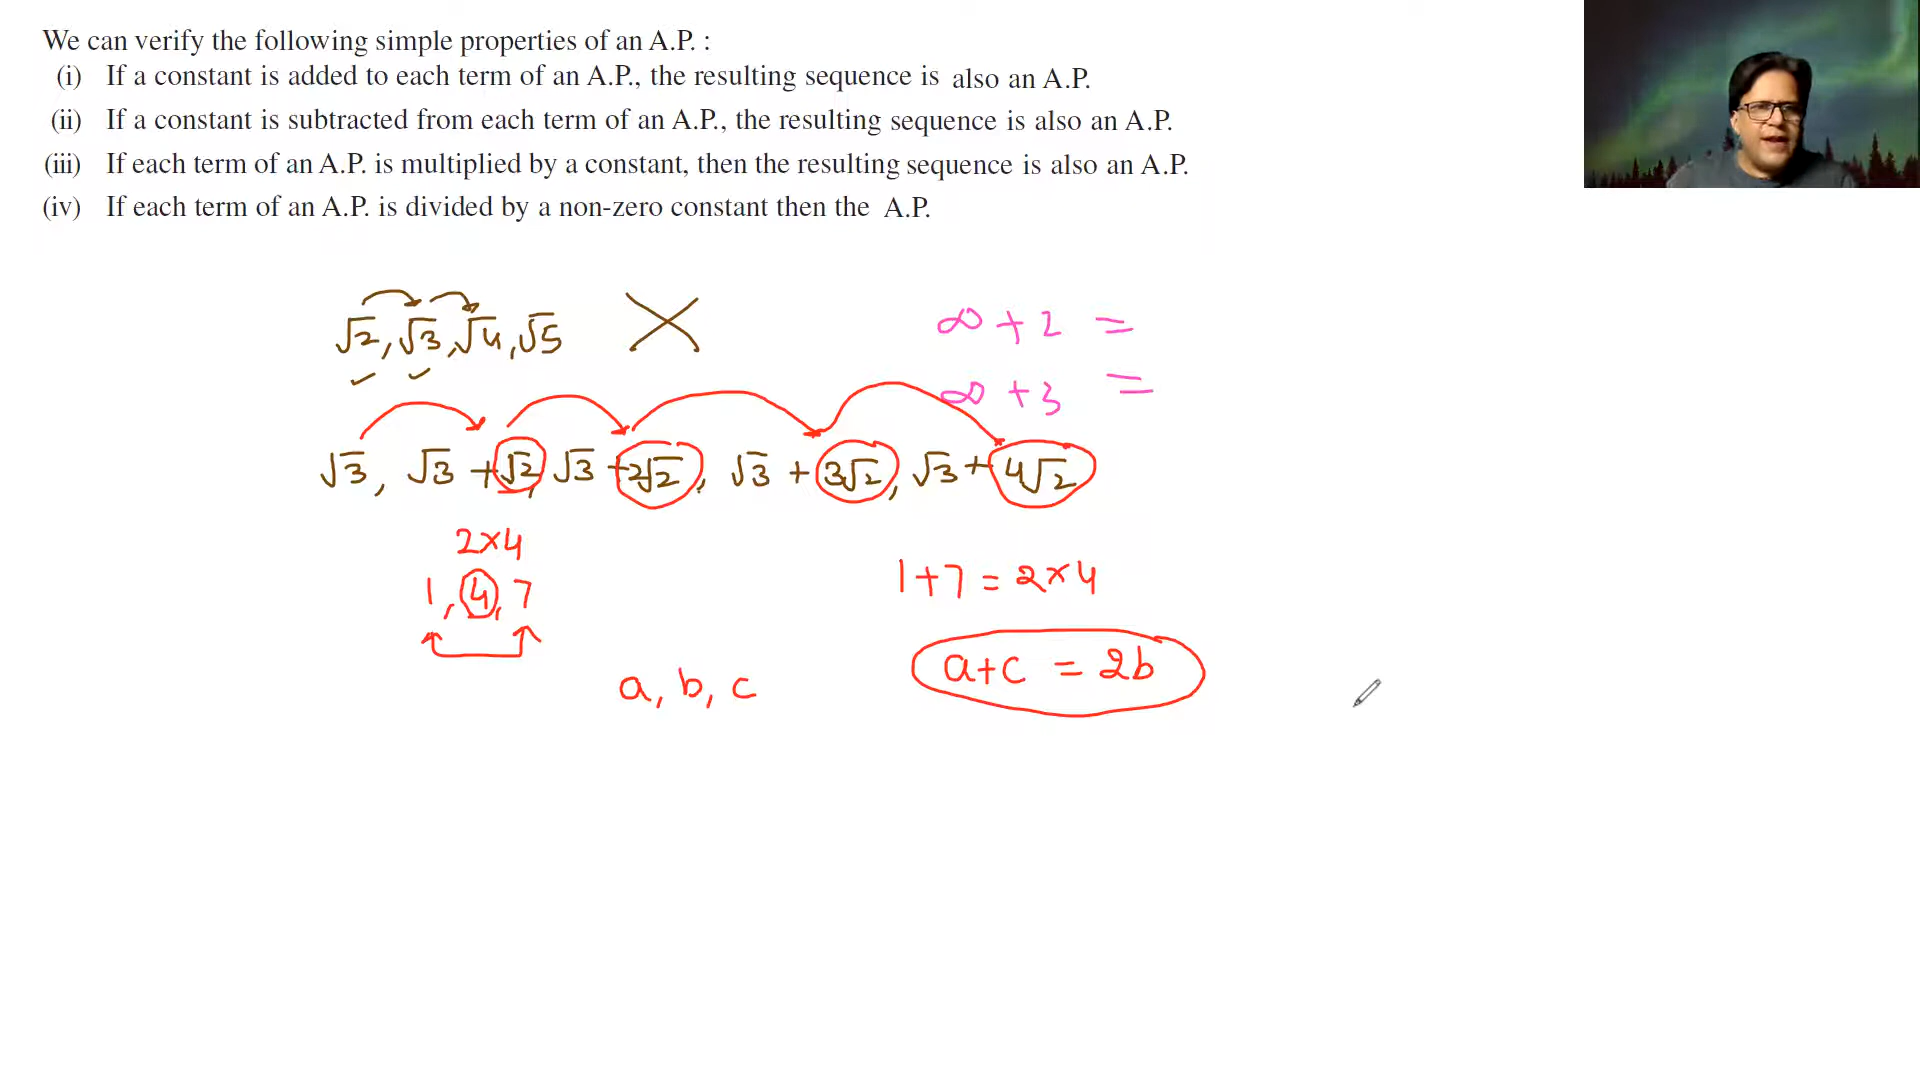 We can verify the following simple properties of an A.P. :
(i) If a constant is added to each term of an A.P., the resulting sequence is also an A.P.
(ii) If a constant is subtracted from each term of an A.P., the resulting sequence is also an A.P.
(iii) If each term of an A.P. is multiplied by a constant, then the resulting sequence is also an A.P.
(iv) If each term of an A.P. is divided by a non-zero constant then the A.P.
√2, √3, √4, √5
∞ + 2 =
∞ + 3 =
√3, √3 + √2, √3 + 2√2, √3 + 3√2, √3 + 4√2
2×4
1, 4, 7
1+7 = 2×4
a+c = 2b
a, b, c